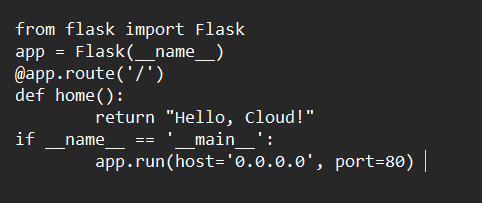 from flask import Flask
app = Flask(__name__)
@app.route('/')
def home():
        return "Hello, Cloud!"
if __name__ == '__main__':
        app.run(host='0.0.0.0', port=80)